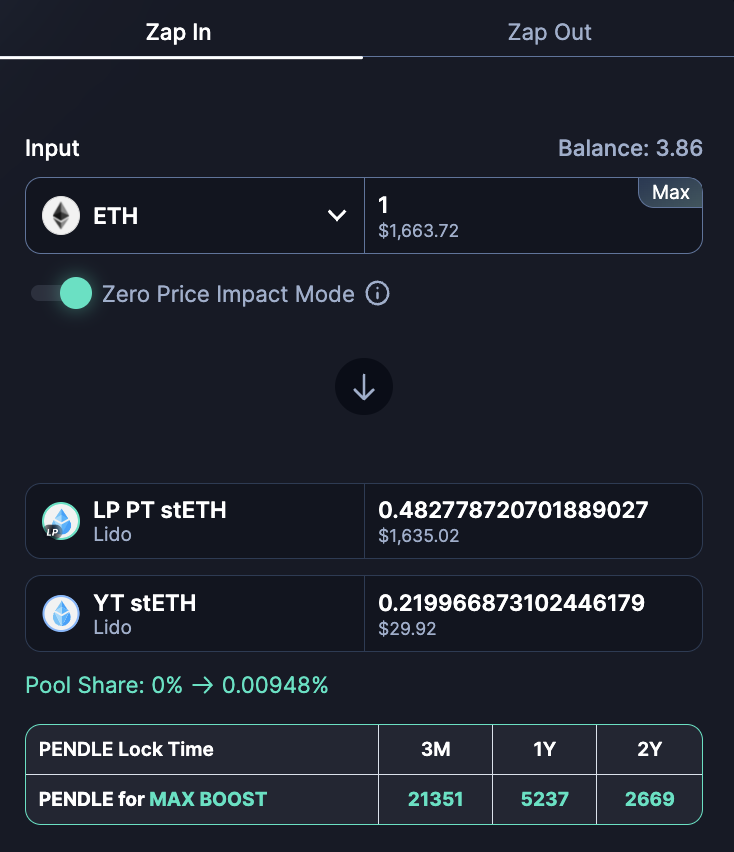 Zap In Zap Out
Input Balance: 3.86
ETH 1 Max
$1,663.72
Zero Price Impact Mode
LP PT stETH 0.482778720701889027
LP Lido $1,635.02
YT stETH 0.219966873102446179
Lido $29.92
Pool Share: 0% → 0.00948%
PENDLE Lock Time 3M 1Y 2Y
PENDLE for MAX BOOST 21351 5237 2669